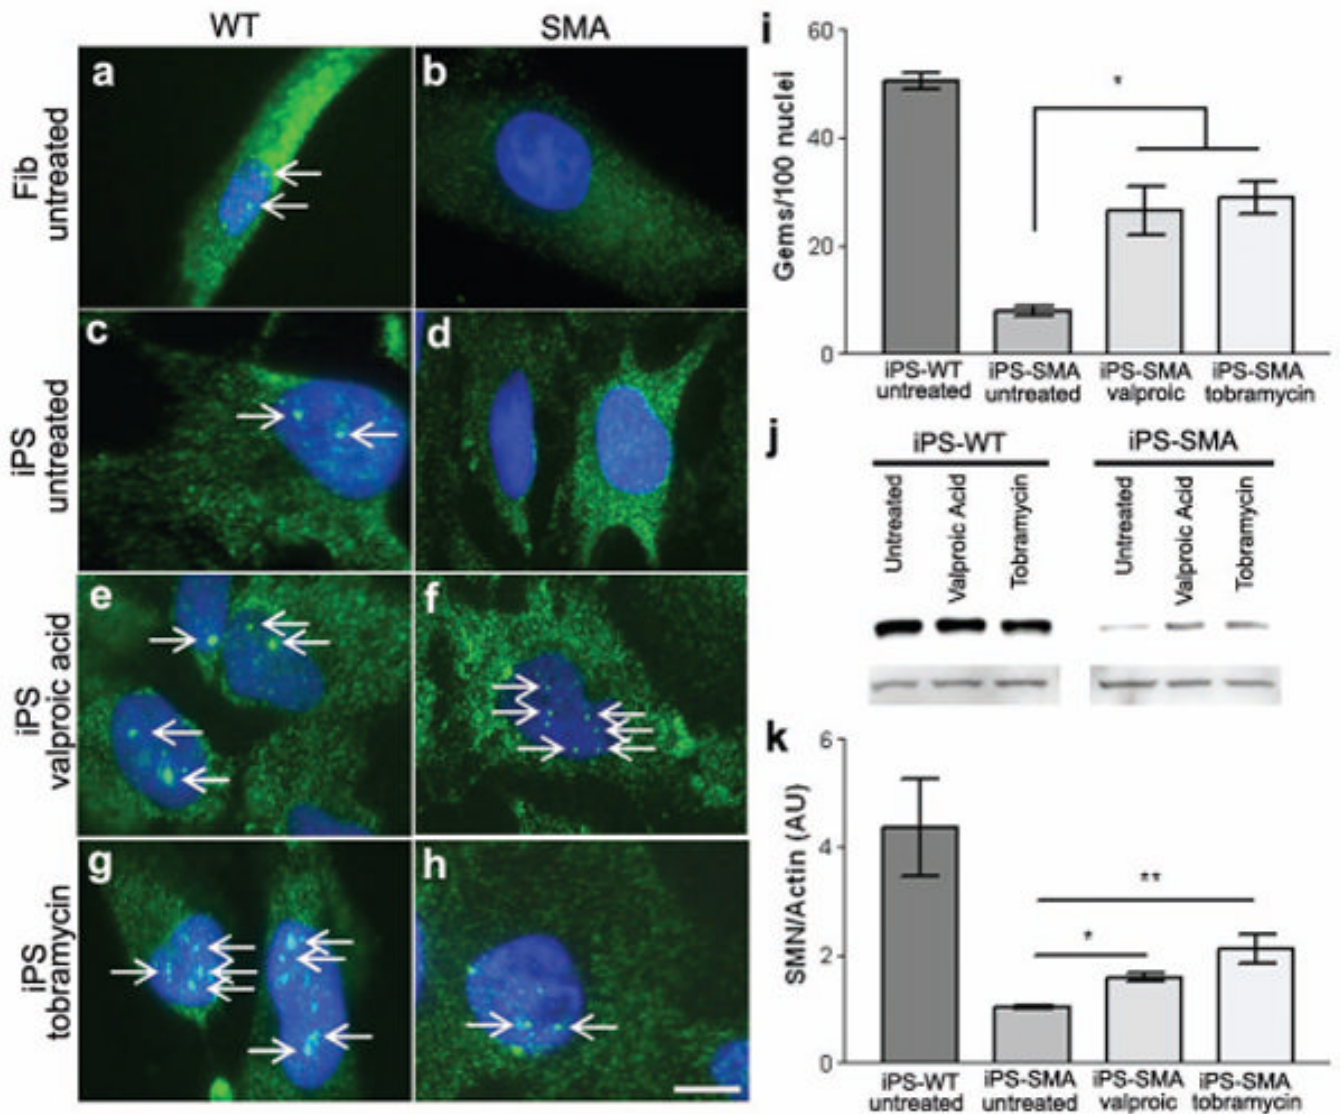 WT
SMA
Fib
untreated
a
b
iPS
untreated
c
d
iPS
valproic acid
e
f
iPS
tobramycin
g
h
i
Gems/100 nuclei
60
40
20
0
*
iPS-WT
untreated
iPS-SMA
untreated
iPS-SMA
valproic
iPS-SMA
tobramycin
j
iPS-WT
iPS-SMA
Untreated
Valproic Acid
Tobramycin
Untreated
Valproic Acid
Tobramycin
k
SMN/Actin (AU)
6
4
2
0
**
*
iPS-WT
untreated
iPS-SMA
untreated
iPS-SMA
valproic
iPS-SMA
tobramycin